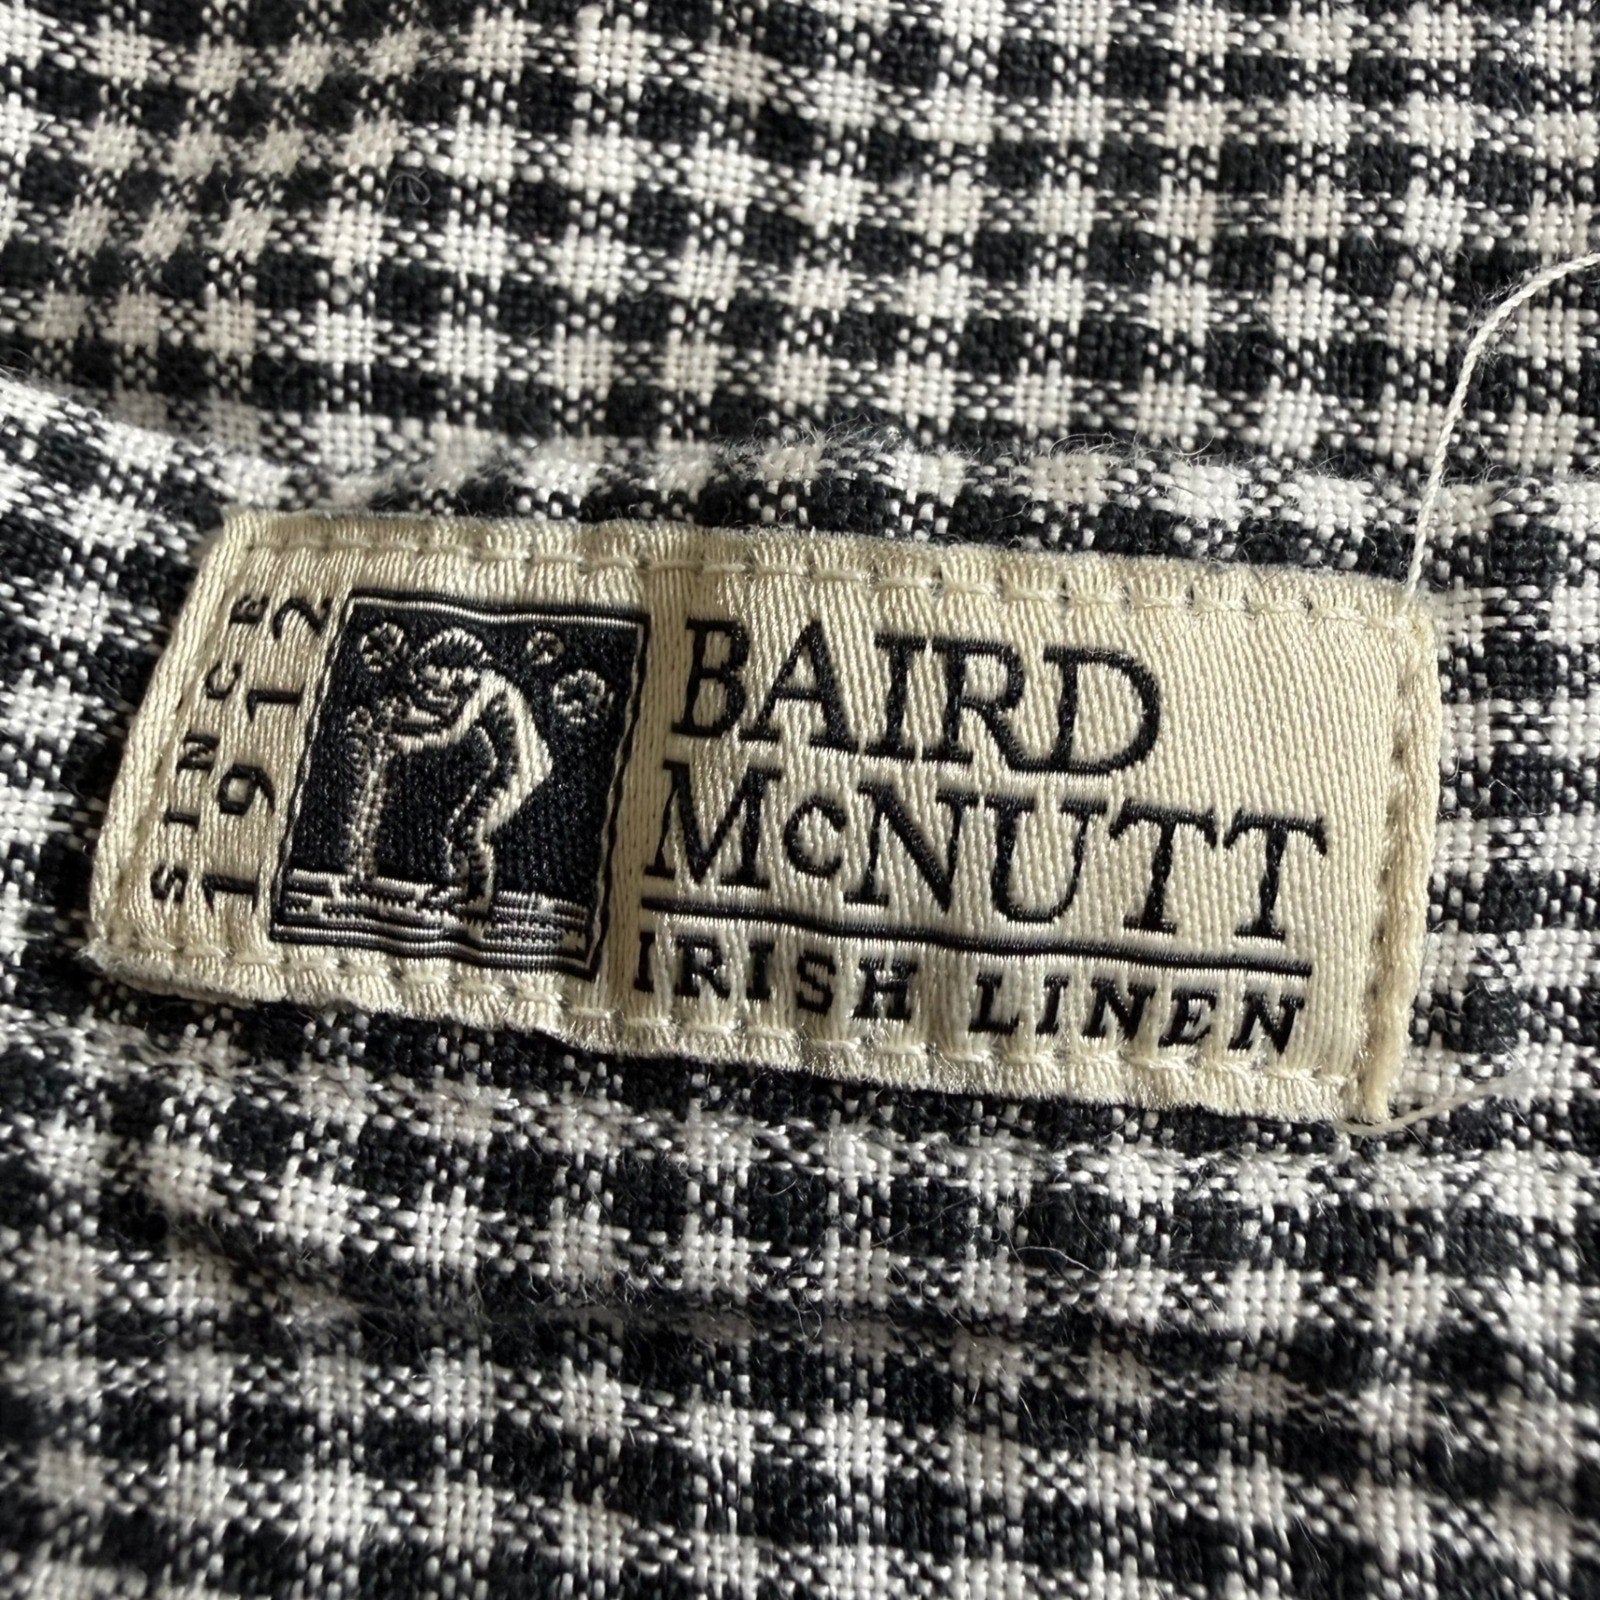 SINCE
1912
BAIRD
McNUTT
IRISH LINEN